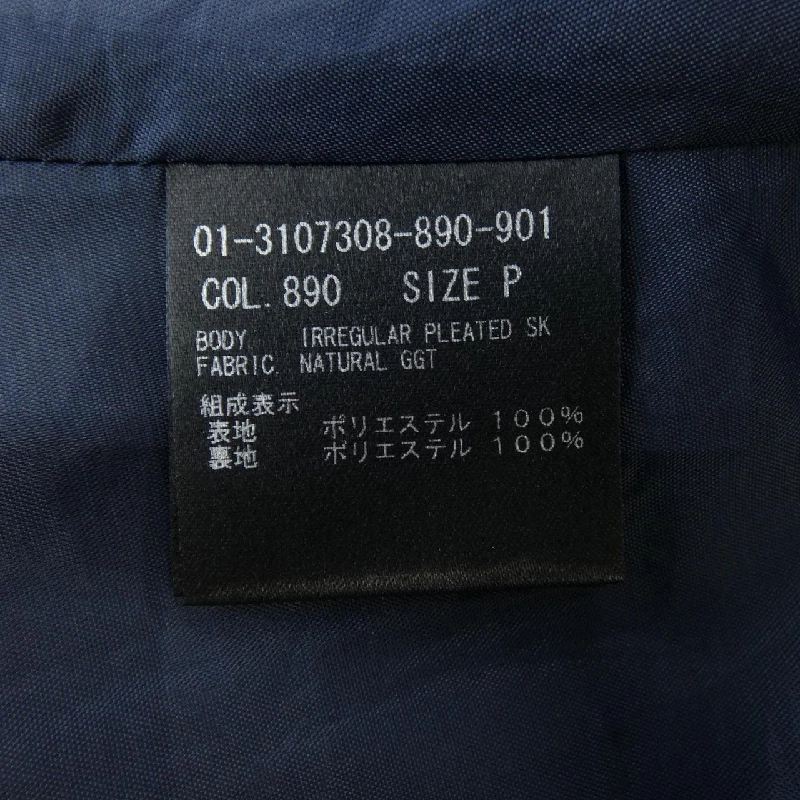 01-3107308-890-901
COL. 890 SIZE P
BODY IRREGULAR PLEATED SK
FABRIC NATURAL GGT
組成表示
表地 ポリエステル 100%
裏地 ポリエステル 100%